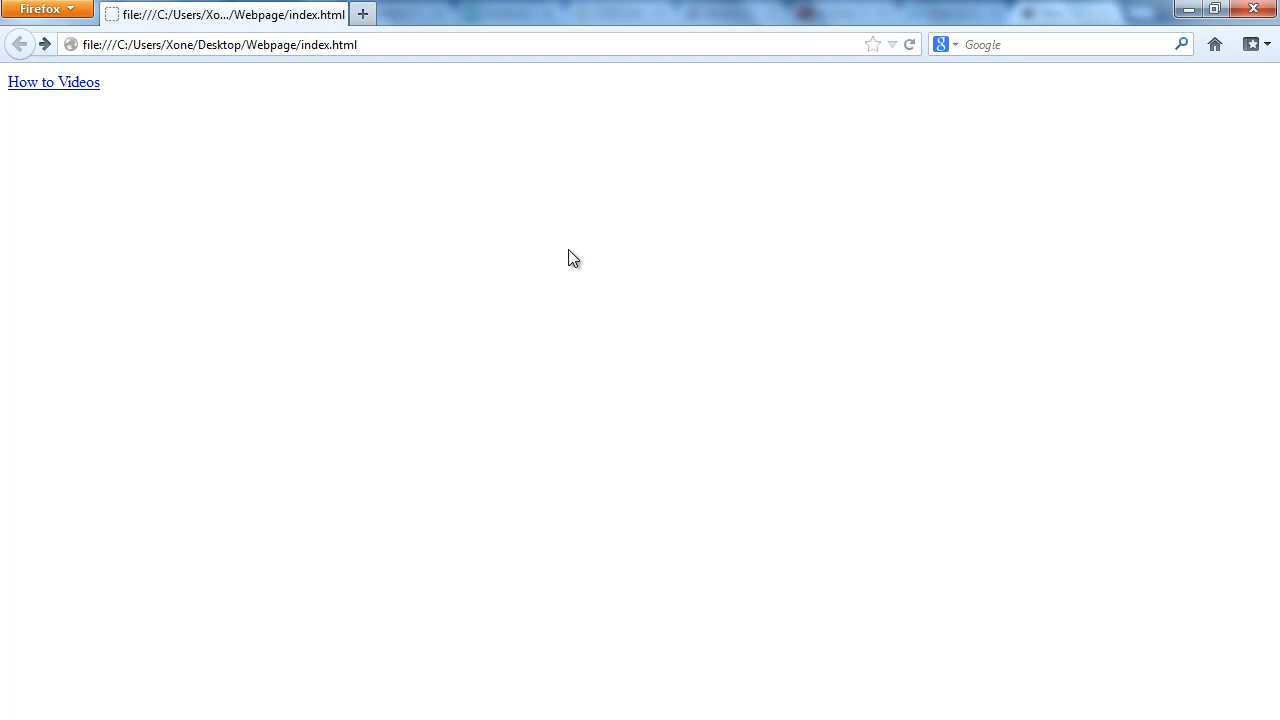 Firefox
file:///C:/Users/Xo.../Webpage/index.html
file:///C:/Users/Xone/Desktop/Webpage/index.html
Google
How to Videos